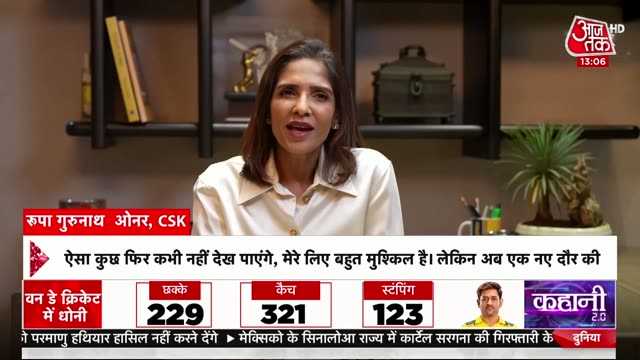 आज तक HD
13:06
रूपा गुरुनाथ ओनर, CSK
ऐसा कुछ फिर कभी नहीं देख पाएंगे, मेरे लिए बहुत मुश्किल है। लेकिन अब एक नए दौर की
वन डे क्रिकेट में धोनी
छक्के 229
कैच 321
स्टंपिंग 123
कहानी 2.0
परमाणु हथियार हासिल नहीं करने देंगे ▸ मेक्सिको के सिनालोआ राज्य में कार्टेल सरगना की गिरफ्तारी के
दुनिया